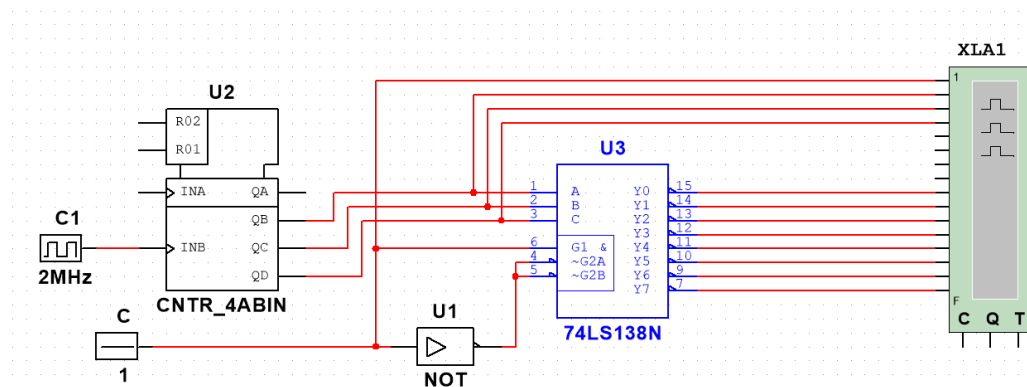 XLA1
1
U2
R02
R01
U3
INA QA
1 A Y0 15
2 B Y1 14
3 C Y2 13
QB
Y3 12
C1
INB QC
6 G1 & Y4 11
4 ~G2A Y5 10
5 ~G2B Y6 9
QD
Y7 7
2MHz
CNTR_4ABIN
F
C Q T
C
U1
74LS138N
1
NOT